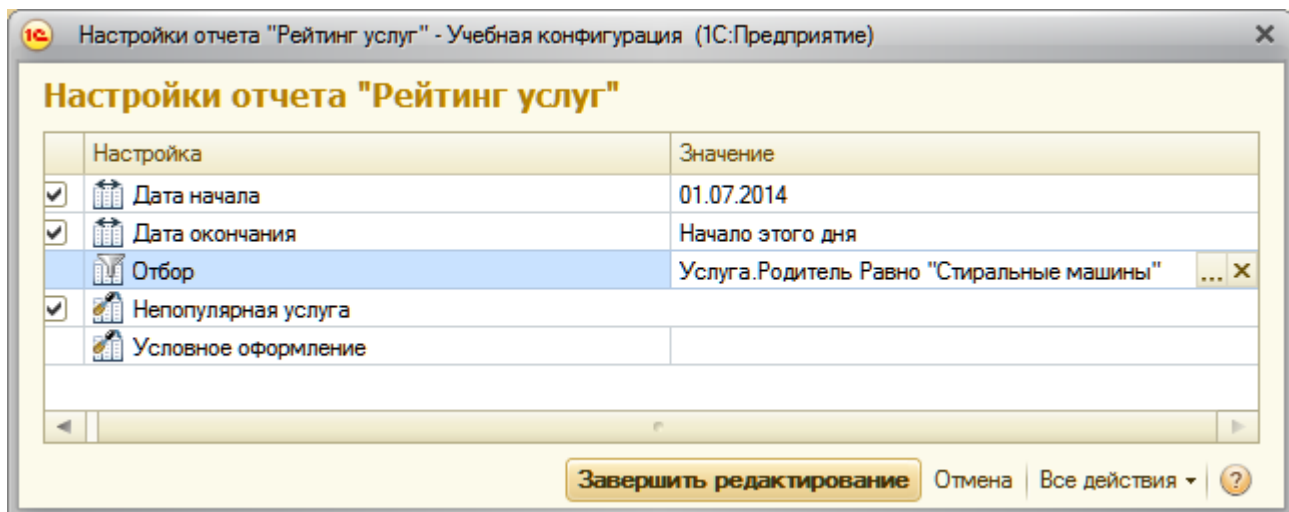 Настройки отчета "Рейтинг услуг" - Учебная конфигурация (1С:Предприятие)
Настройки отчета "Рейтинг услуг"
Настройка Значение
Дата начала 01.07.2014
Дата окончания Начало этого дня
Отбор Услуга.Родитель Равно "Стиральные машины" ...
Непопулярная услуга
Условное оформление
Завершить редактирование Отмена Все действия ?